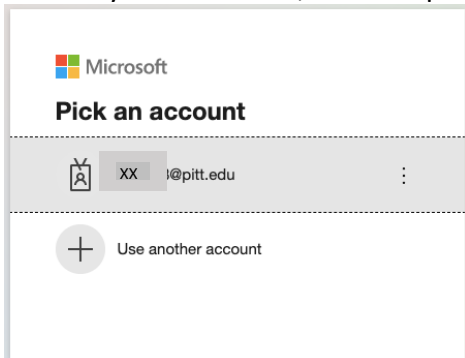 Microsoft
Pick an account
XX @pitt.edu
Use another account